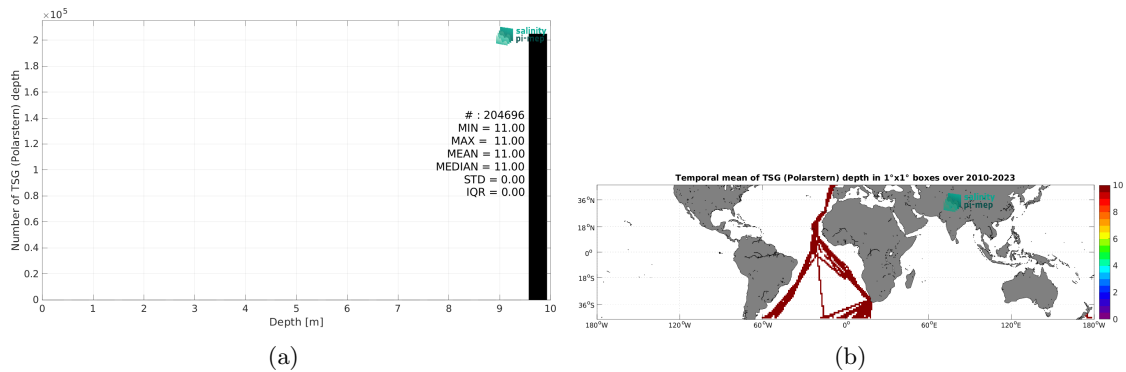 ×10⁵
2
1.8
1.6
1.4
1.2
1
0.8
0.6
0.4
0.2
0
Number of TSG (Polarstern) depth
salinity
pi-mep
# : 204696
MIN = 11.00
MAX = 11.00
MEAN = 11.00
MEDIAN = 11.00
STD = 0.00
IQR = 0.00
0 1 2 3 4 5 6 7 8 9 10
Depth [m]
(a)
Temporal mean of TSG (Polarstern) depth in 1°x1° boxes over 2010-2023
salinity
pi-mep
36°N
18°N
0°
18°S
36°S
180°W 120°W 60°W 0° 60°E 120°E 180°W
10
8
6
4
2
0
(b)